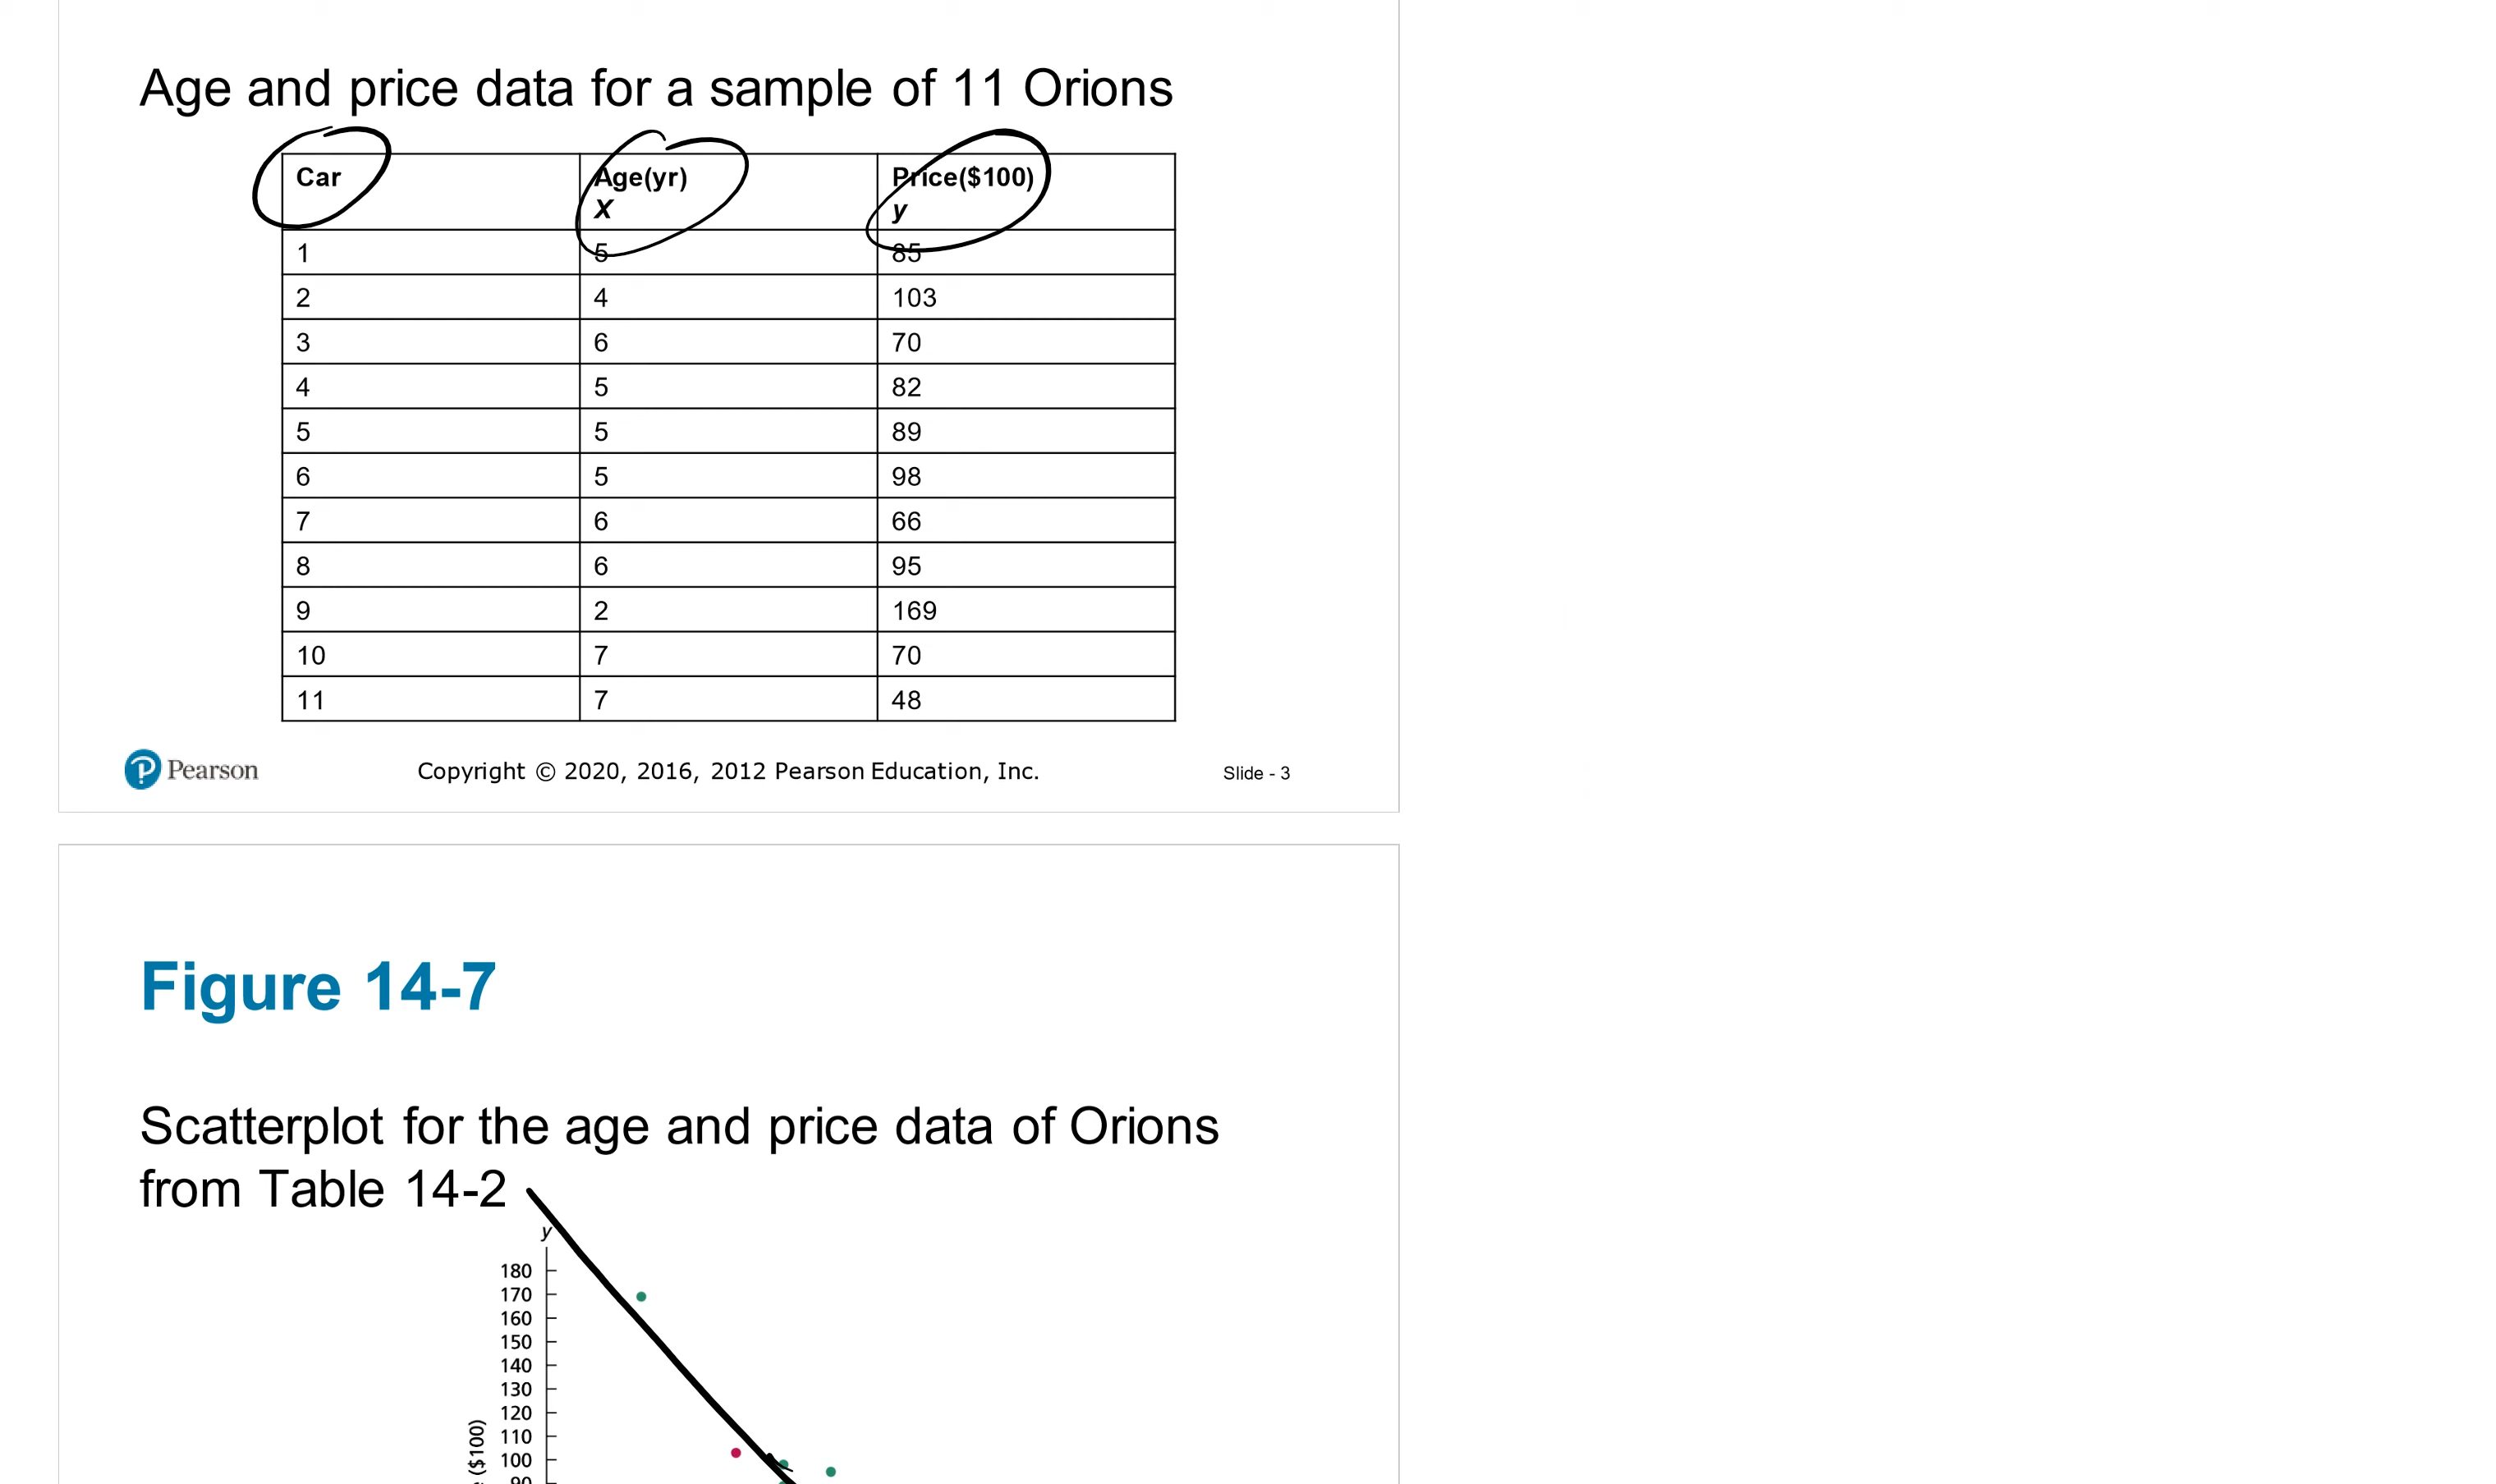 Age and price data for a sample of 11 Orions
Car Age(yr) Price($100)
x y
1 5 85
2 4 103
3 6 70
4 5 82
5 5 89
6 5 98
7 6 66
8 6 95
9 2 169
10 7 70
11 7 48
Pearson Copyright © 2020, 2016, 2012 Pearson Education, Inc. Slide - 3
Figure 14-7
Scatterplot for the age and price data of Orions
from Table 14-2
y
180
170
160
150
140
130
120
110
100
90
($100)